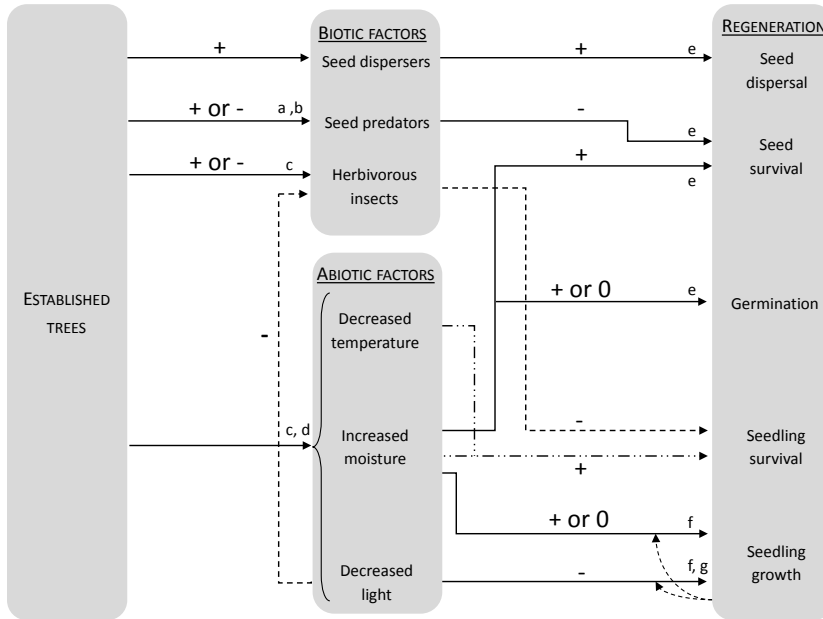 BIOTIC FACTORS
REGENERATION
+
Seed dispersers
+
e
Seed
dispersal
+ or -
a ,b
Seed predators
-
e
Seed
survival
+ or -
c
Herbivorous
insects
+
e
ESTABLISHED
TREES
ABIOTIC FACTORS
+ or 0
e
Germination
Decreased
temperature
-
c, d
Increased
moisture
-
+
Seedling
survival
+ or 0
f
Decreased
light
-
f, g
Seedling
growth